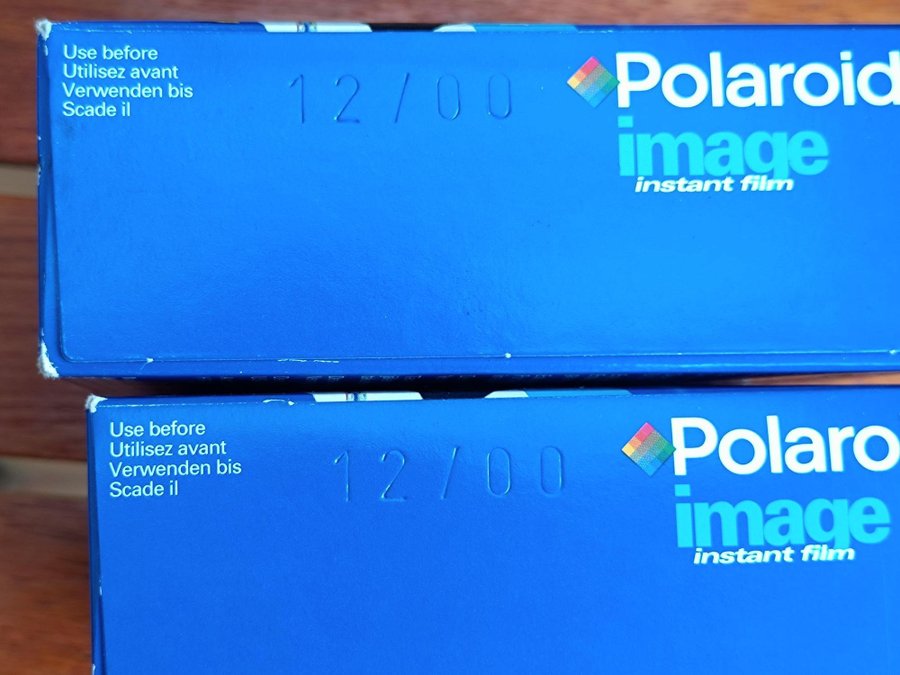 Use before
Utilisez avant
Verwenden bis
Scade il
12/00
Polaroid
image
instant film
Use before
Utilisez avant
Verwenden bis
Scade il
12/00
Polaro
image
instant film